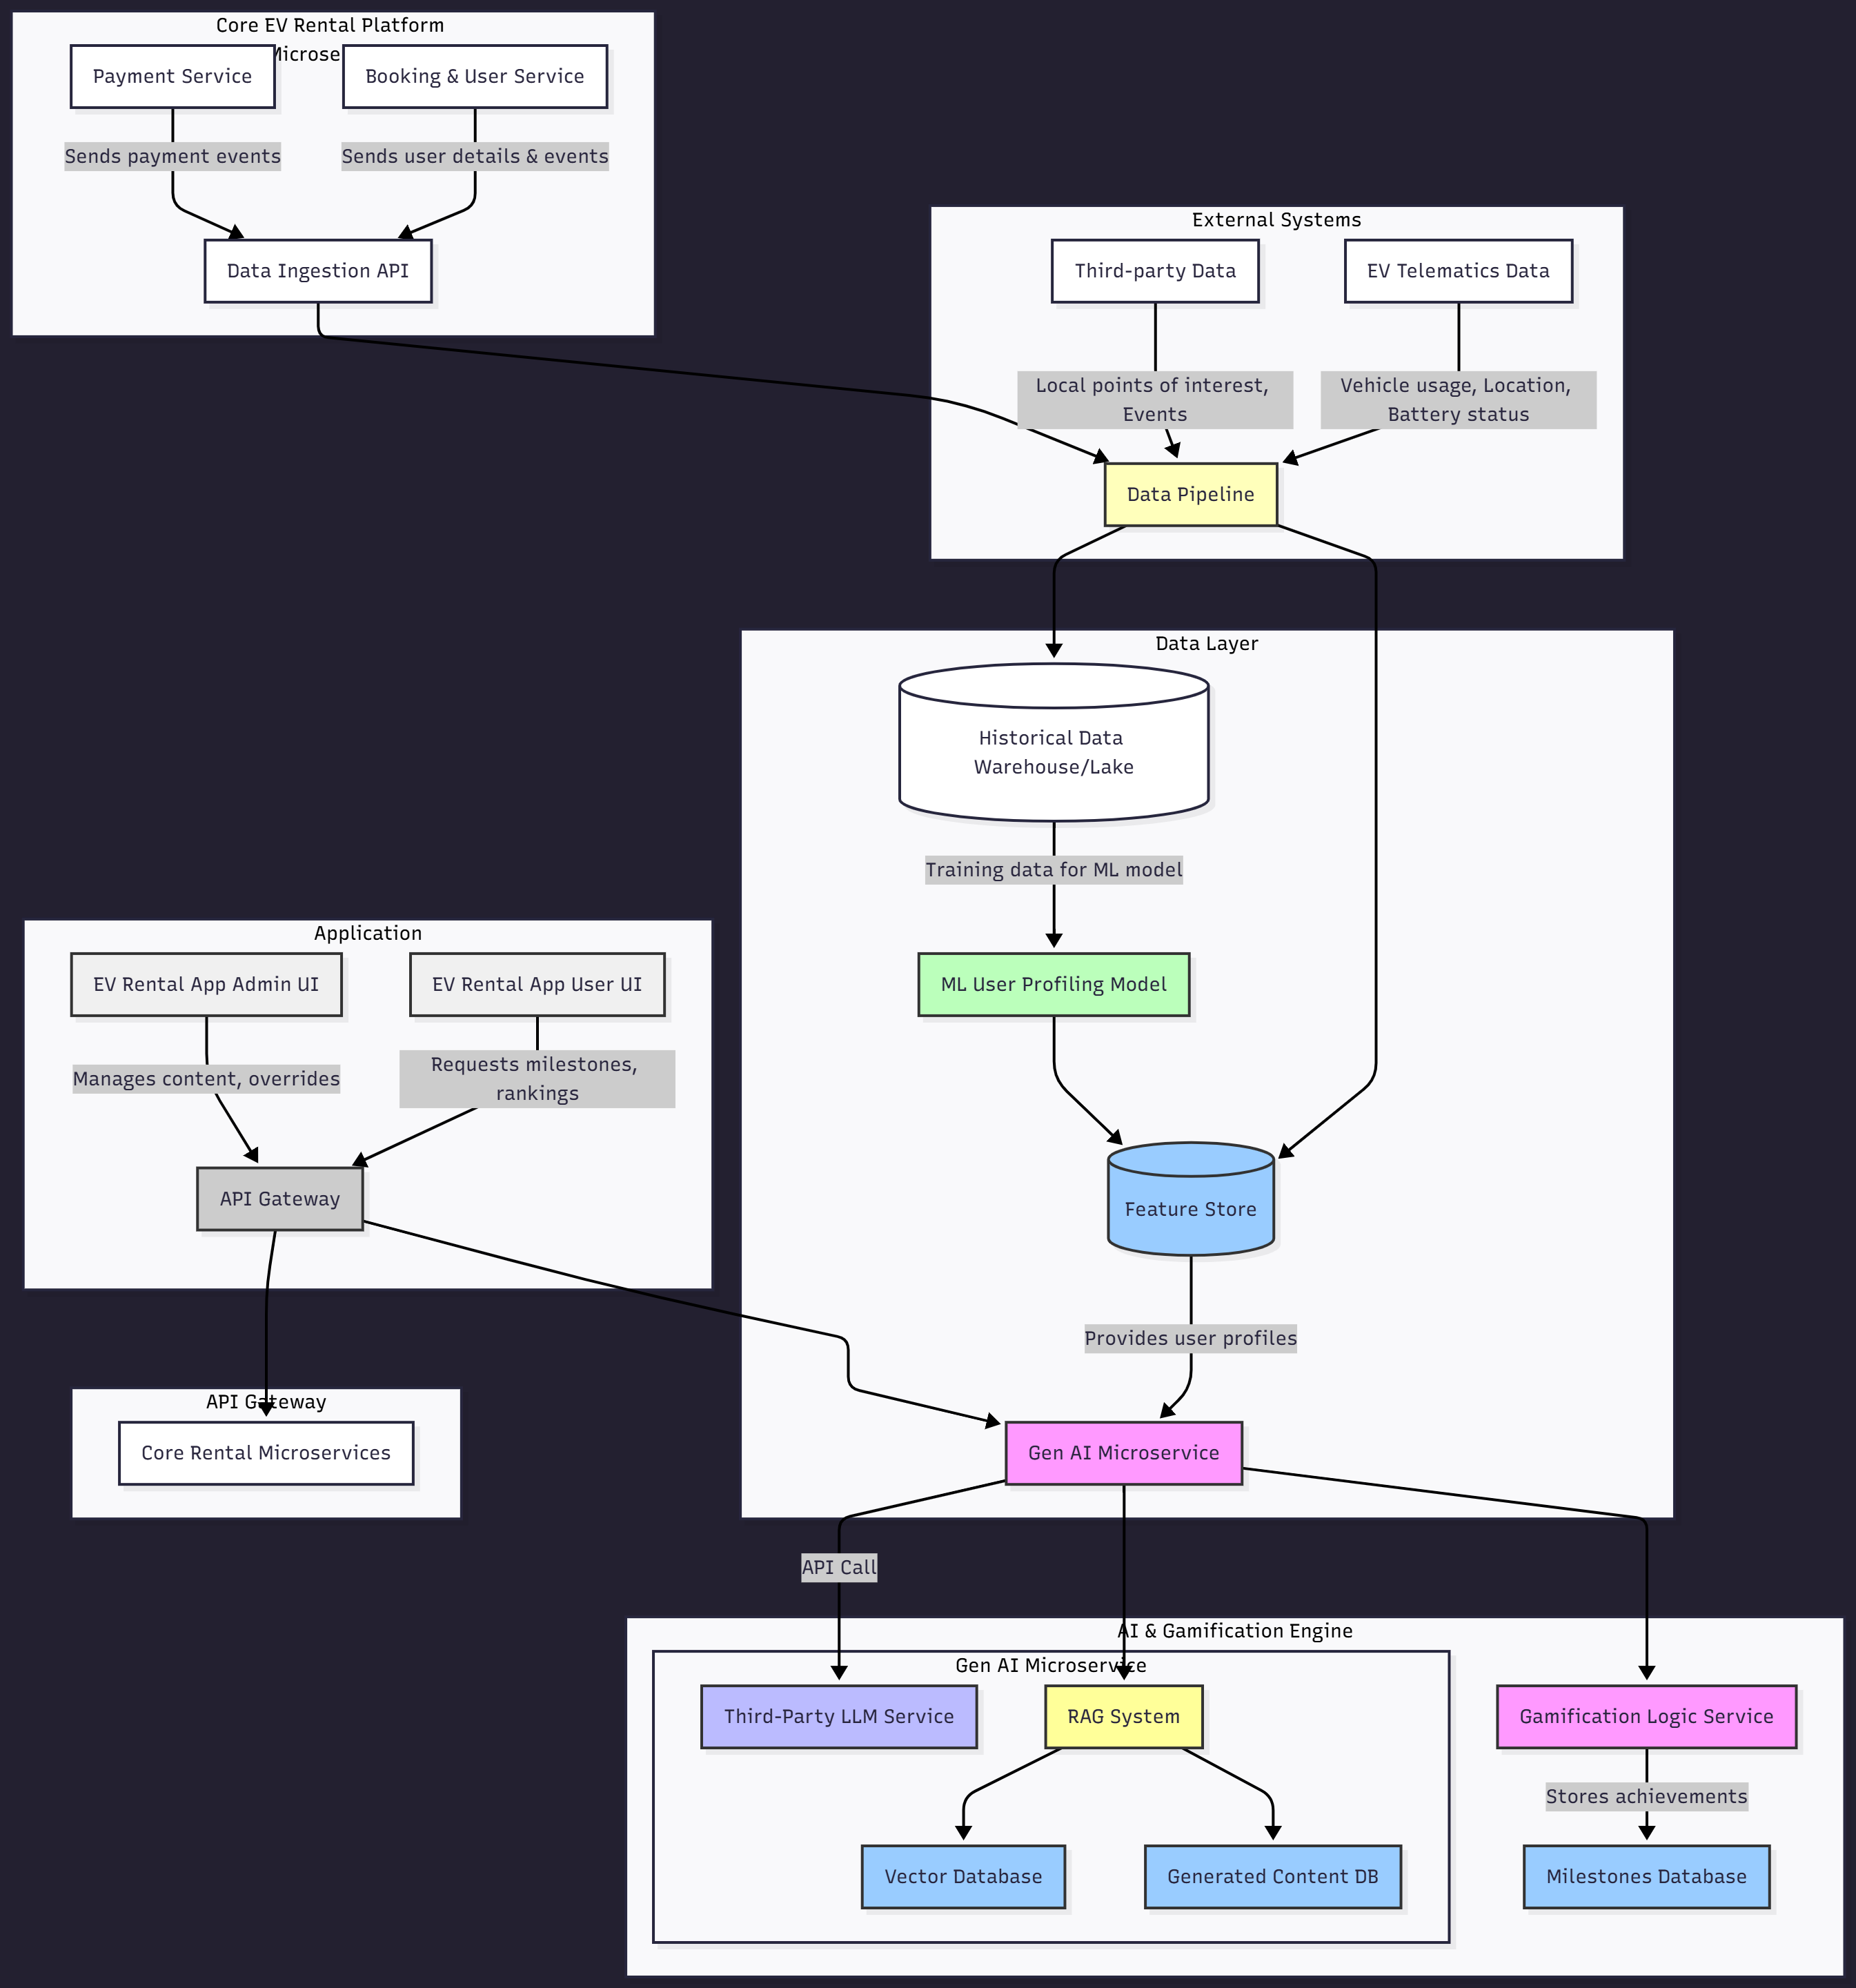 Core EV Rental Platform
Payment Service
Booking & User Service
Sends payment events
Sends user details & events
Data Ingestion API
External Systems
Third-party Data
EV Telematics Data
Local points of interest,
Events
Vehicle usage, Location,
Battery status
Data Pipeline
Data Layer
Historical Data
Warehouse/Lake
Training data for ML model
ML User Profiling Model
Application
EV Rental App Admin UI
EV Rental App User UI
Manages content, overrides
Requests milestones,
rankings
API Gateway
Feature Store
Provides user profiles
API Gateway
Core Rental Microservices
Gen AI Microservice
API Call
AI & Gamification Engine
Gen AI Microservice
Third-Party LLM Service
RAG System
Gamification Logic Service
Stores achievements
Vector Database
Generated Content DB
Milestones Database